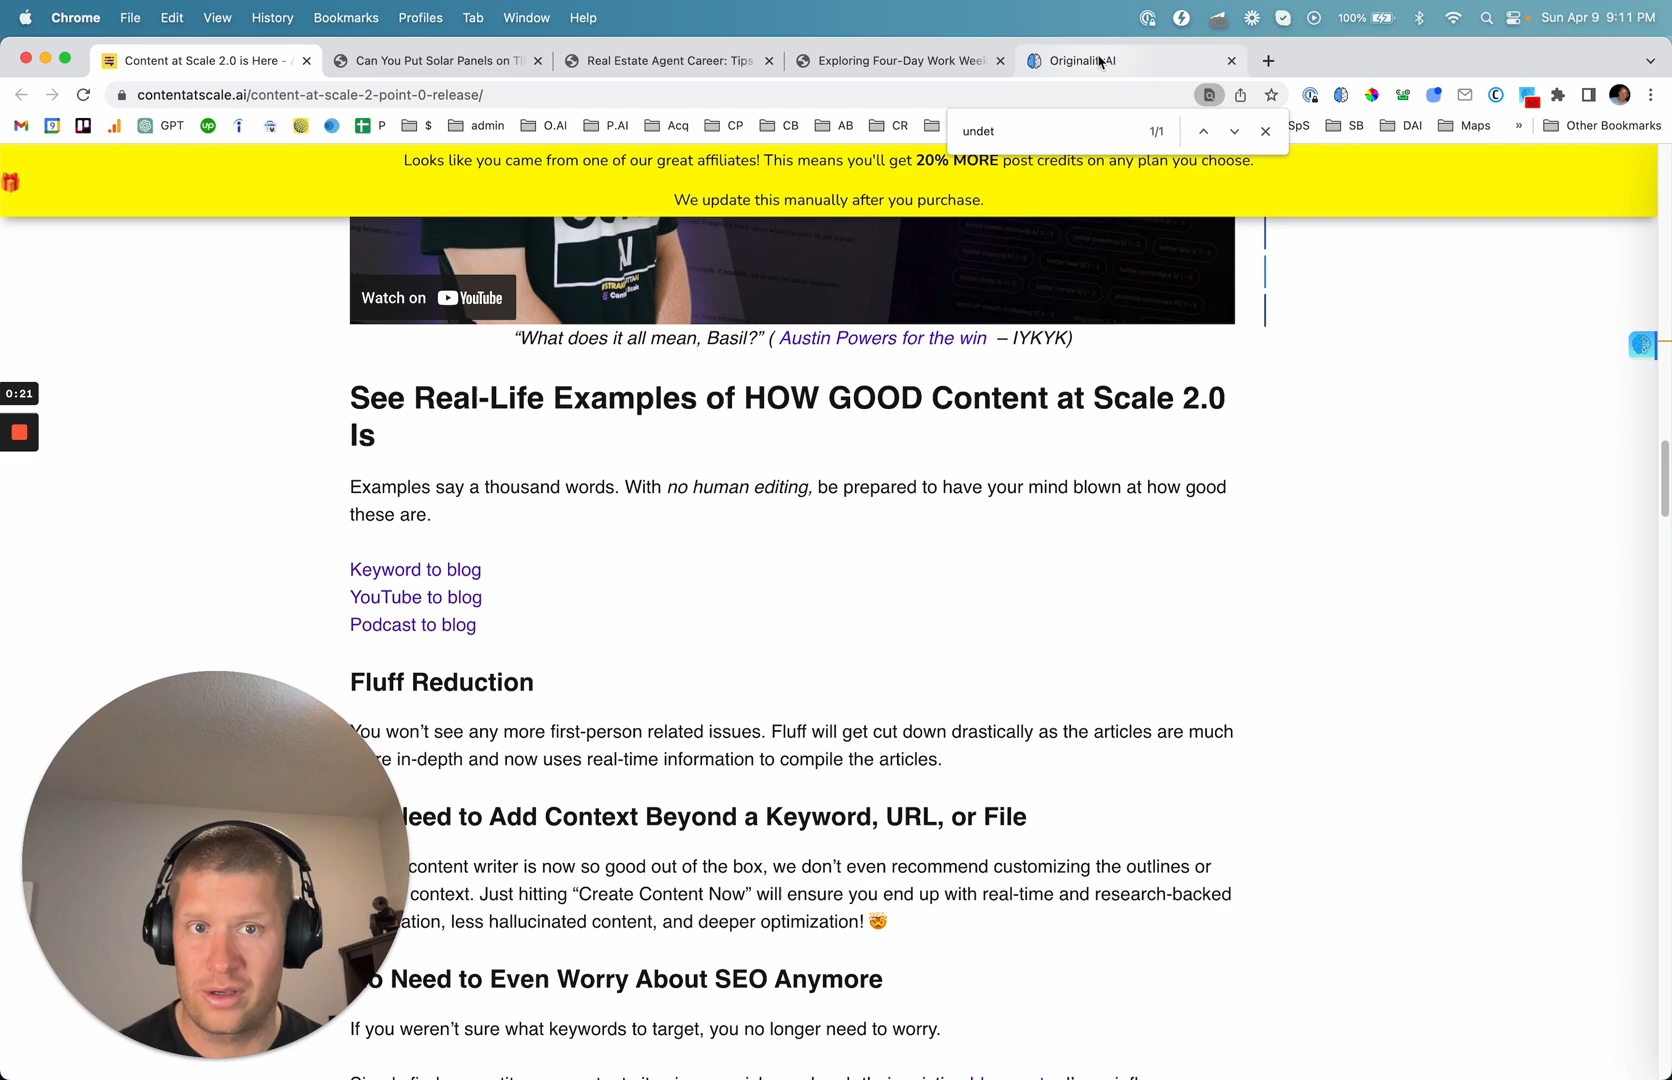 Chrome File Edit View History Bookmarks Profiles Tab Window Help 100% Sun Apr 9 9:11 PM
Content at Scale 2.0 is Here - Can You Put Solar Panels on Real Estate Agent Career: Tips Exploring Four-Day Work Week
contentatscale.ai/content-at-scale-2-point-0-release/
GPT P $ admin O.AI P.AI Acq CP CB AB CR SpS SB DAI Maps » Other Bookmarks
undet 1/1
Looks like you came from one of our great affiliates! This means you'll get 20% MORE post credits on any plan you choose.
We update this manually after you purchase.
Watch on YouTube
“What does it all mean, Basil?” ( Austin Powers for the win – IYKYK)
0:21
See Real-Life Examples of HOW GOOD Content at Scale 2.0
Is
Examples say a thousand words. With no human editing, be prepared to have your mind blown at how good
these are.
Keyword to blog
YouTube to blog
Podcast to blog
Fluff Reduction
You won’t see any more first-person related issues. Fluff will get cut down drastically as the articles are much
in-depth and now uses real-time information to compile the articles.
Need to Add Context Beyond a Keyword, URL, or File
content writer is now so good out of the box, we don’t even recommend customizing the outlines or
context. Just hitting “Create Content Now” will ensure you end up with real-time and research-backed
less hallucinated content, and deeper optimization! 🤯
Need to Even Worry About SEO Anymore
If you weren’t sure what keywords to target, you no longer need to worry.